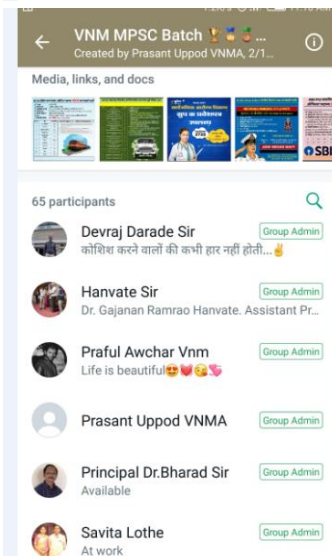 VNM MPSC Batch 🏆🏅🎖...
Created by Prasant Uppod VNMA, 2/1...
Media, links, and docs
SBI
65 participants
Devraj Darade Sir Group Admin
कोशिश करने वालों की कभी हार नहीं होती...✌
Hanvate Sir Group Admin
Dr. Gajanan Ramrao Hanvate. Assistant Pr...
Praful Awchar Vnm Group Admin
Life is beautiful😍💓😘💘
Prasant Uppod VNMA Group Admin
Principal Dr.Bharad Sir Group Admin
Available
Savita Lothe Group Admin
At work